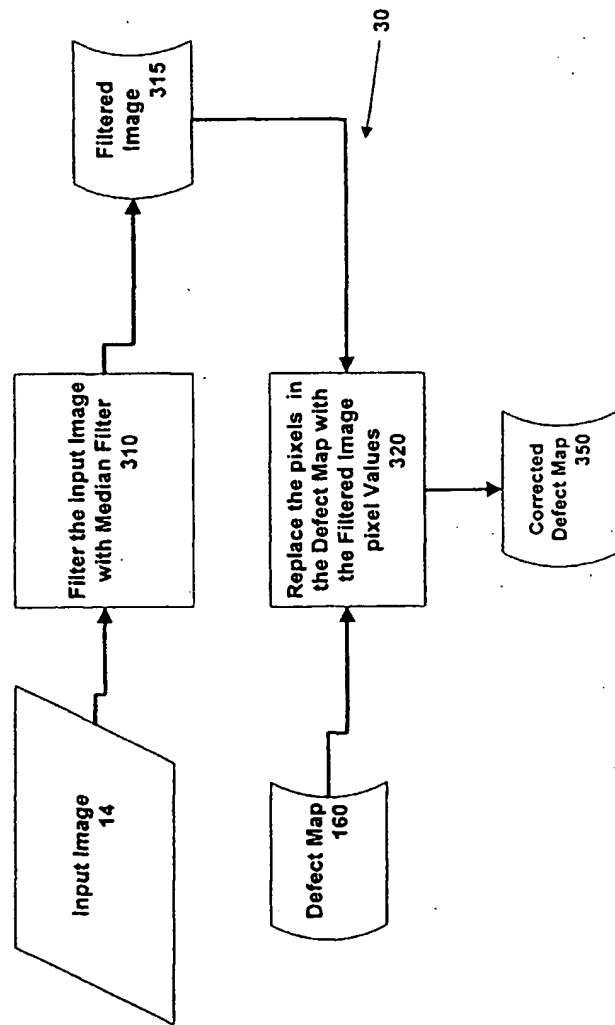 Input Image
14
Filter the Input Image
with Median Filter
310
Filtered
Image
315
Defect Map
160
Replace the pixels in
the Defect Map with
the Filtered Image
pixel Values
320
30
Corrected
Defect Map
350